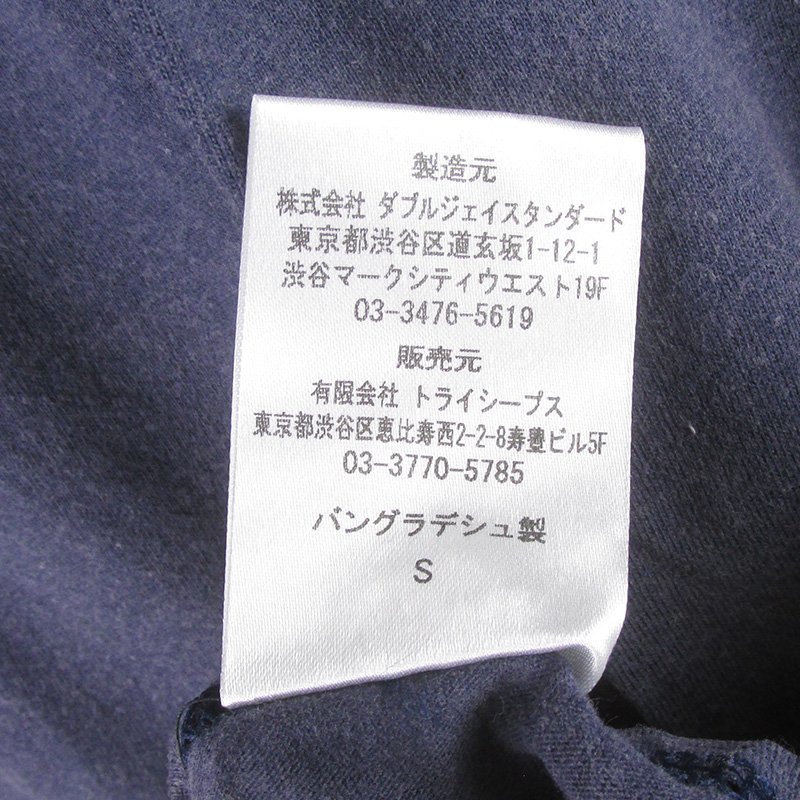 製造元
株式会社 ダブルジェイスタンダード
東京都渋谷区道玄坂1-12-1
渋谷マークシティウエスト19F
03-3476-5619
販売元
有限会社 トライシープス
東京都渋谷区恵比寿西2-2-8寿豊ビル5F
03-3770-5785
バングラデシュ製
S